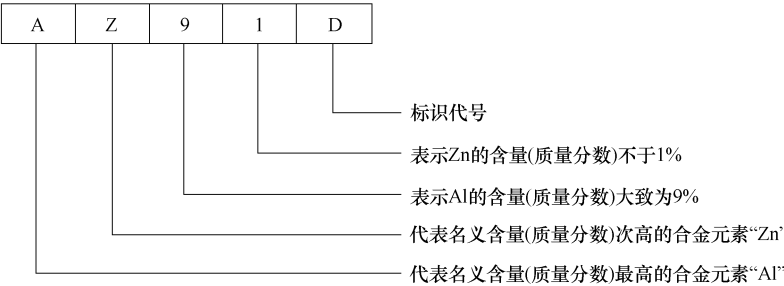 A Z 9 1 D
标识代号
表示Zn的含量(质量分数)不于1%
表示Al的含量(质量分数)大致为9%
代表名义含量(质量分数)次高的合金元素“Zn”
代表名义含量(质量分数)最高的合金元素“Al”